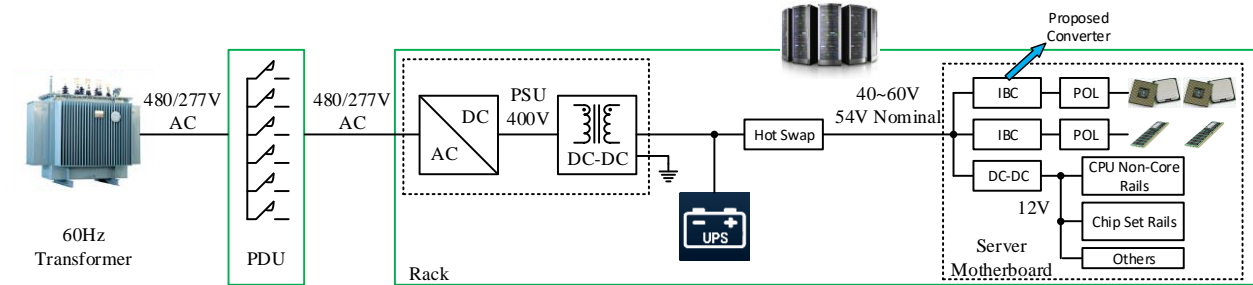 60Hz
Transformer
480/277V
AC
PDU
480/277V
AC
Rack
AC
DC
PSU
400V
DC-DC
UPS
Hot Swap
40~60V
54V Nominal
Proposed
Converter
IBC
POL
IBC
POL
DC-DC
12V
CPU Non-Core
Rails
Chip Set Rails
Others
Server
Motherboard